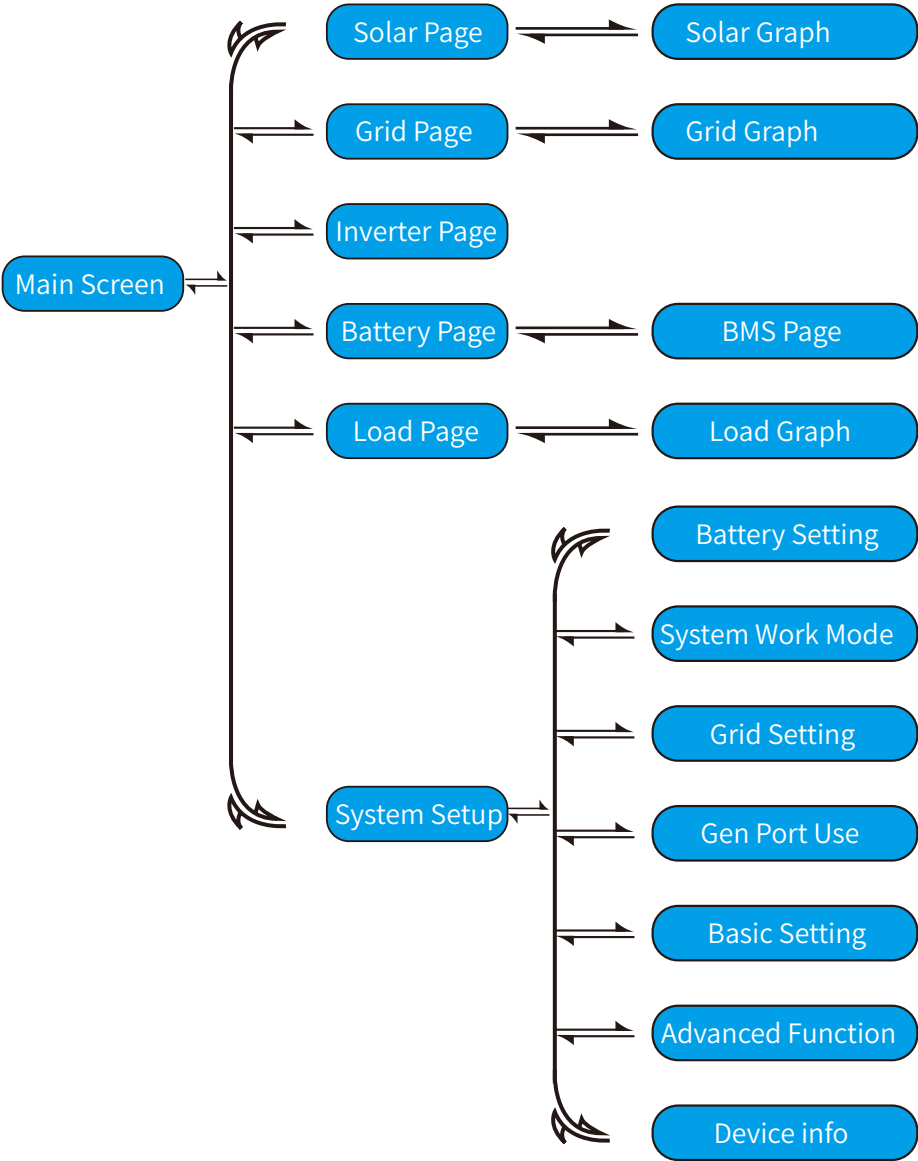 Solar Page
Solar Graph
Grid Page
Grid Graph
Inverter Page
Main Screen
Battery Page
BMS Page
Load Page
Load Graph
Battery Setting
System Work Mode
Grid Setting
System Setup
Gen Port Use
Basic Setting
Advanced Function
Device info